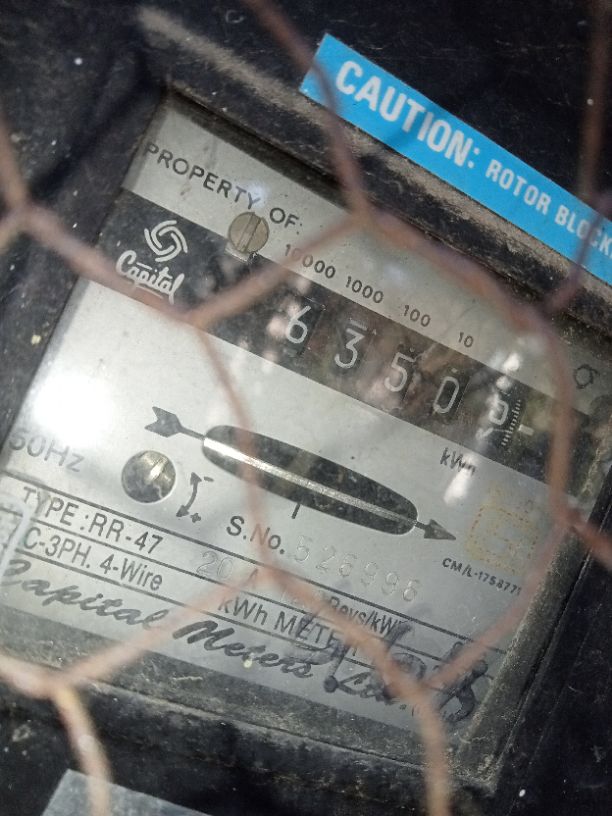 CAUTION: ROTOR BLOCK
PROPERTY OF:
Capital
10000 1000 100 10
6 3 5 0
kWh
50Hz
S.No. 526996
CM/L-1758771
TYPE:RR-47
C-3PH. 4-Wire 20 A Revs/kWh
kWh METER
Capital Meters Ltd.